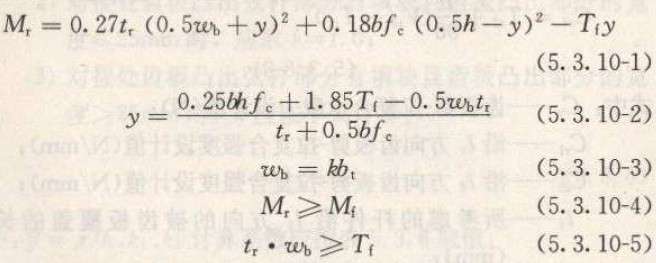 M_r = 0.27t_r (0.5w_b + y)² + 0.18bf_c (0.5h − y)² − T_f y
(5.3.10-1)
y = (0.25bhf_c + 1.85T_f − 0.5w_b t_r) / (t_r + 0.5bf_c) (5.3.10-2)
w_b = kb_t (5.3.10-3)
M_r ⩾ M_f (5.3.10-4)
t_r · w_b ⩾ T_f (5.3.10-5)